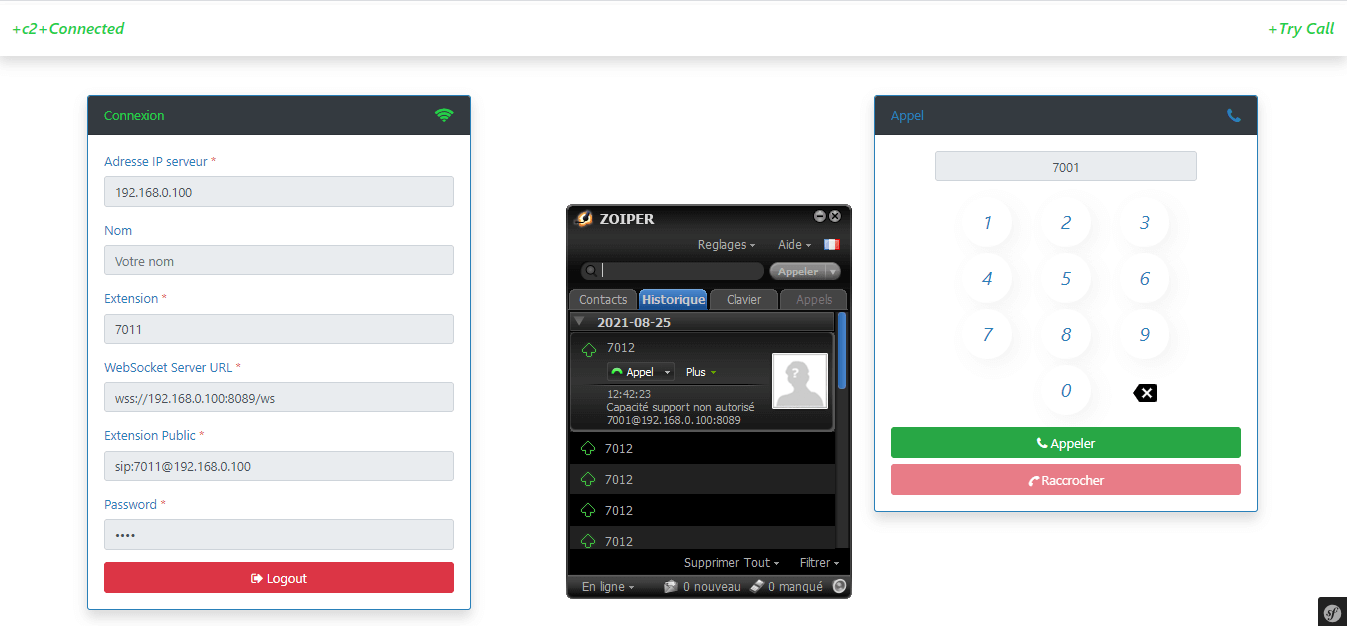 +c2+Connected
+Try Call
Connexion
Adresse IP serveur *
192.168.0.100
Nom
Votre nom
Extension *
7011
WebSocket Server URL *
wss://192.168.0.100:8089/ws
Extension Public *
sip:7011@192.168.0.100
Password *
••••
Logout
ZOIPER
Reglages
Aide
Appeler
Contacts
Historique
Clavier
Appels
2021-08-25
7012
Appel
Plus
?
12:42:23
Capacité support non autorisé
7001@192.168.0.100:8089
7012
7012
7012
7012
Supprimer Tout
Filtrer
En ligne
0 nouveau
0 manqué
Appel
7001
1 2 3
4 5 6
7 8 9
0
Appeler
Raccrocher
sf